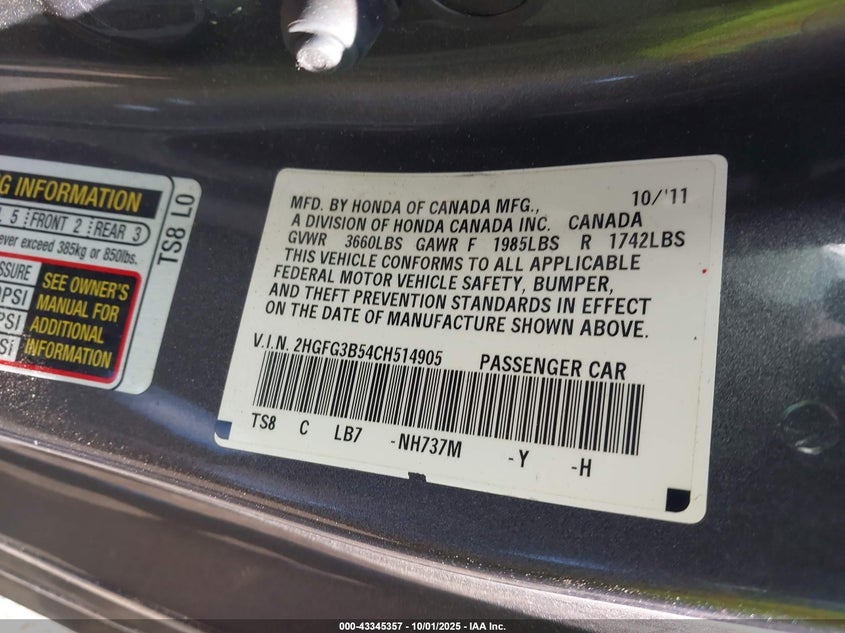 G INFORMATION
5 FRONT 2 REAR 3
ever exceed 385kg or 850lbs.
SSURE
PSI
PSI
SEE OWNER'S
MANUAL FOR
ADDITIONAL
INFORMATION
TS8 L0
MFD. BY HONDA OF CANADA MFG., 10/'11
A DIVISION OF HONDA CANADA INC. CANADA
GVWR 3660LBS GAWR F 1985LBS R 1742LBS
THIS VEHICLE CONFORMS TO ALL APPLICABLE
FEDERAL MOTOR VEHICLE SAFETY, BUMPER,
AND THEFT PREVENTION STANDARDS IN EFFECT
ON THE DATE OF MANUFACTURE SHOWN ABOVE.
V.I.N. 2HGFG3B54CH514905 PASSENGER CAR
TS8 C LB7 -NH737M -Y -H
000-43345357 - 10/01/2025 - IAA Inc.